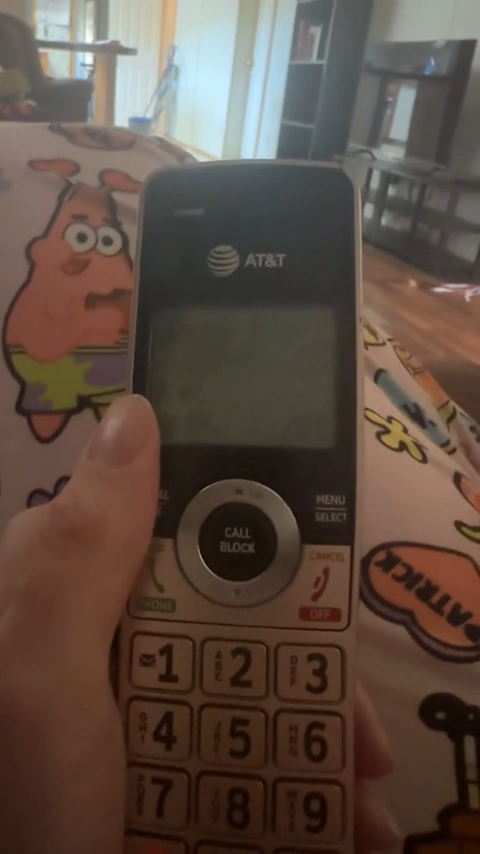 AT&T
MENU
SELECT
CALL
BLOCK
CANCEL
OFF
1
ABC 2
DEF 3
GHI 4
5
6
7
8
9
PATRICK